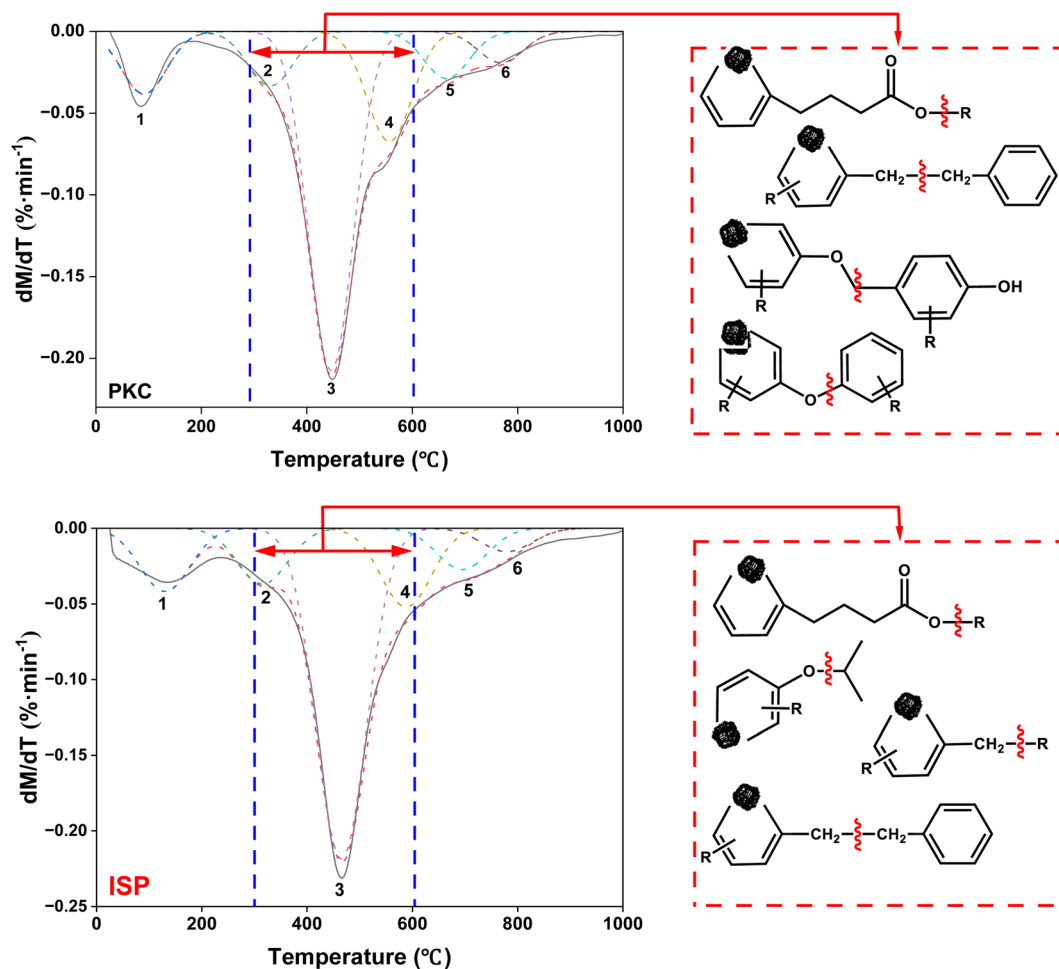 0.00
−0.05
−0.10
−0.15
−0.20
dM/dT (%·min⁻¹)
1
2
3
4
5
6
PKC
0
200
400
600
800
1000
Temperature (℃)
O
O
R
R
CH₂
CH₂
O
R
OH
R
R
O
R
0.00
−0.05
−0.10
−0.15
−0.20
−0.25
dM/dT (%·min⁻¹)
1
2
3
4
5
6
ISP
0
200
400
600
800
1000
Temperature (℃)
O
O
R
O
R
R
CH₂
R
R
CH₂
CH₂